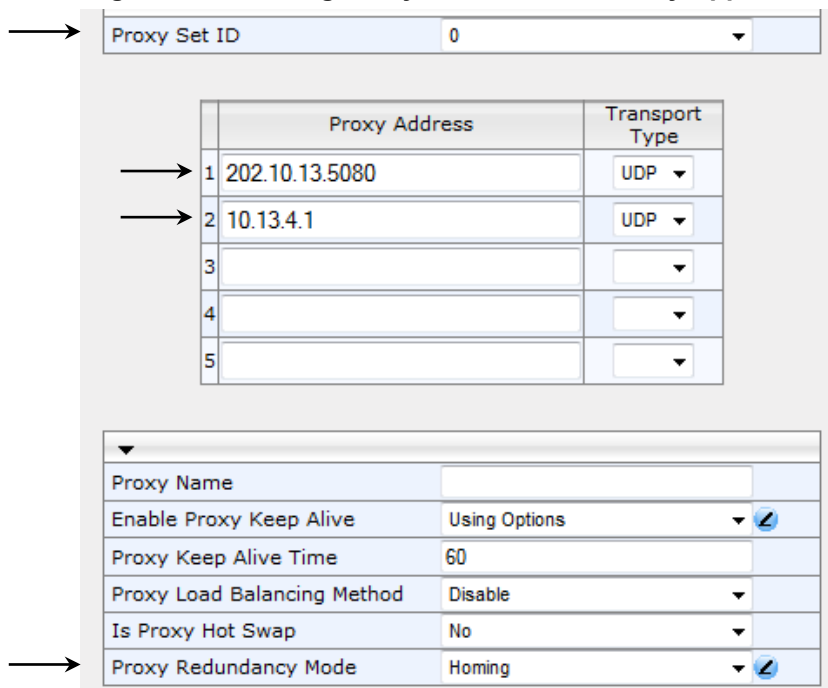 Proxy Set ID 0
Proxy Address Transport Type
1 202.10.13.5080 UDP
2 10.13.4.1 UDP
3
4
5
Proxy Name
Enable Proxy Keep Alive Using Options
Proxy Keep Alive Time 60
Proxy Load Balancing Method Disable
Is Proxy Hot Swap No
Proxy Redundancy Mode Homing